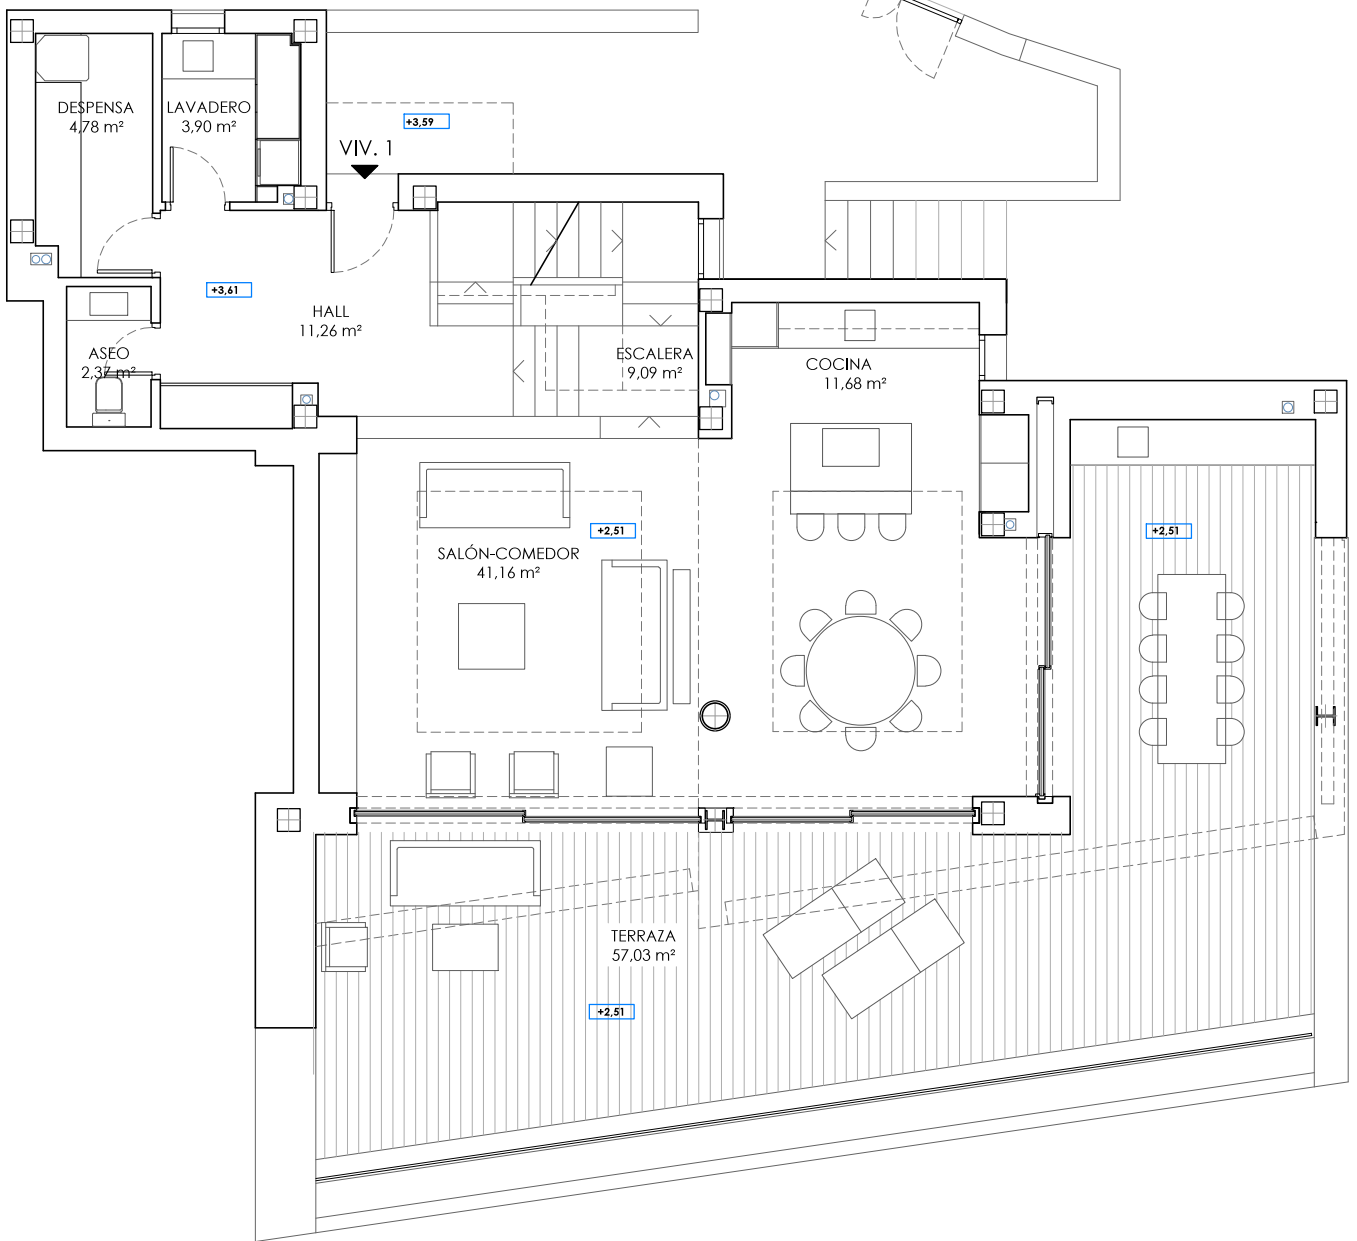 DESPENSA
4,78 m²
LAVADERO
3,90 m²
+3,59
VIV. 1
+3,61
HALL
11,26 m²
ASEO
2,37 m²
ESCALERA
9,09 m²
COCINA
11,68 m²
+2,51
SALÓN-COMEDOR
41,16 m²
+2,51
TERRAZA
57,03 m²
+2,51